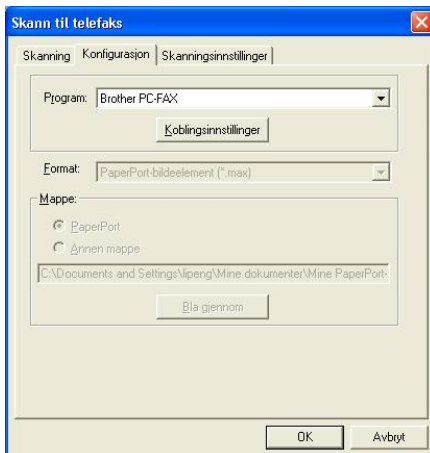 Skann til telefaks
Skanning Konfigurasjon Skanningsinnstillinger
Program: Brother PC-FAX
Koblingsinnstillinger
Format: PaperPort-bildeelement (*.max)
Mappe:
PaperPort
Annen mappe
C:\Documents and Settings\lipeng\Mine dokumenter\Mine PaperPort-
Bla gjennom
OK Avbryt